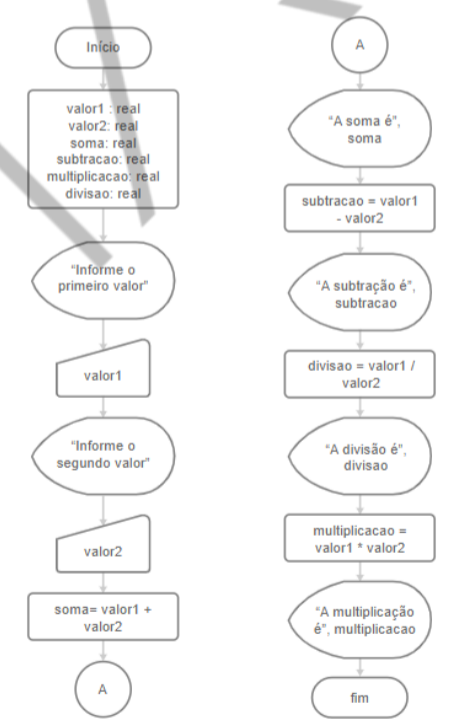 Início
valor1 : real
valor2: real
soma: real
subtracao: real
multiplicacao: real
divisao: real
“Informe o
primeiro valor”
valor1
“Informe o
segundo valor”
valor2
soma= valor1 +
valor2
A
A
“A soma é”,
soma
subtracao = valor1
- valor2
“A subtração é”,
subtracao
divisao = valor1 /
valor2
“A divisão é”,
divisao
multiplicacao =
valor1 * valor2
“A multiplicação
é”, multiplicacao
fim